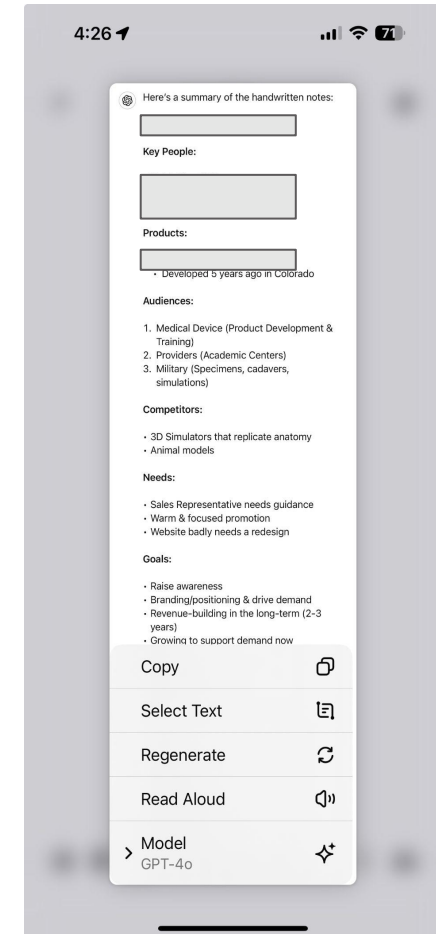 4:26
71
Here's a summary of the handwritten notes:
Key People:
Products:
• Developed 5 years ago in Colorado
Audiences:
1. Medical Device (Product Development &
Training)
2. Providers (Academic Centers)
3. Military (Specimens, cadavers,
simulations)
Competitors:
• 3D Simulators that replicate anatomy
• Animal models
Needs:
• Sales Representative needs guidance
• Warm & focused promotion
• Website badly needs a redesign
Goals:
• Raise awareness
• Branding/positioning & drive demand
• Revenue-building in the long-term (2-3
years)
• Growing to support demand now
Copy
Select Text
Regenerate
Read Aloud
Model
GPT-4o